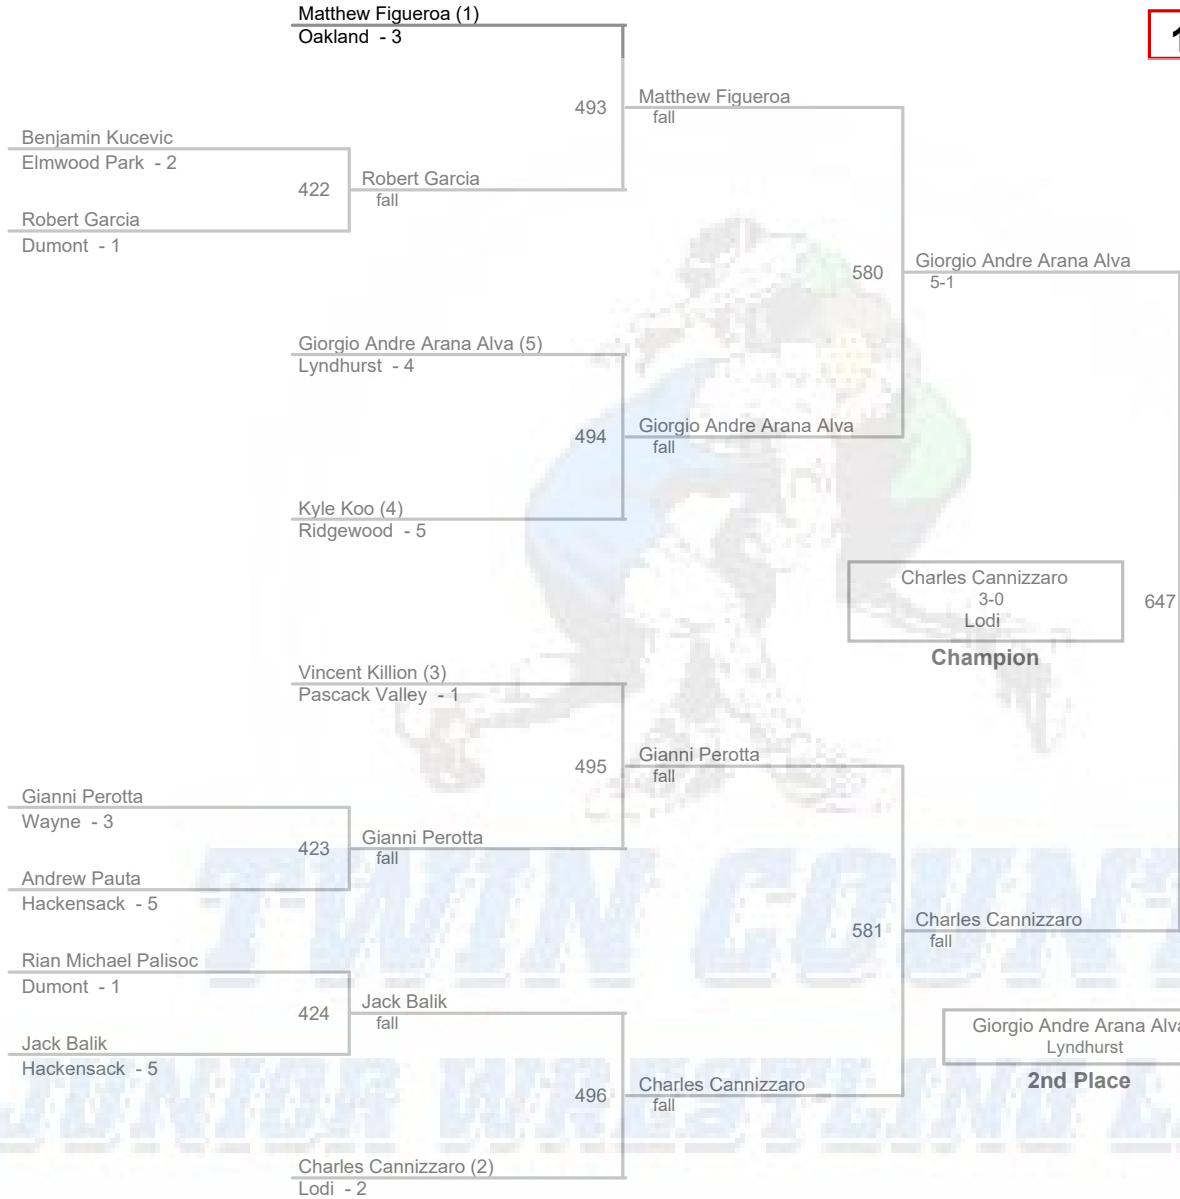 Matthew Figueroa (1)
Oakland - 3
1
493
Matthew Figueroa
fall
Benjamin Kucevic
Elmwood Park - 2
422
Robert Garcia
fall
Robert Garcia
Dumont - 1
580
Giorgio Andre Arana Alva
5-1
Giorgio Andre Arana Alva (5)
Lyndhurst - 4
494
Giorgio Andre Arana Alva
fall
Kyle Koo (4)
Ridgewood - 5
Charles Cannizzaro
3-0
Lodi
647
Champion
Vincent Killion (3)
Pascack Valley - 1
495
Gianni Perotta
fall
Gianni Perotta
Wayne - 3
423
Gianni Perotta
fall
Andrew Pauta
Hackensack - 5
TWIN COUNT
581
Charles Cannizzaro
fall
Rian Michael Palisoc
Dumont - 1
424
Jack Balik
fall
Jack Balik
Hackensack - 5
Giorgio Andre Arana Alva
Lyndhurst
2nd Place
JUNIOR WRESTLING
496
Charles Cannizzaro
fall
Charles Cannizzaro (2)
Lodi - 2